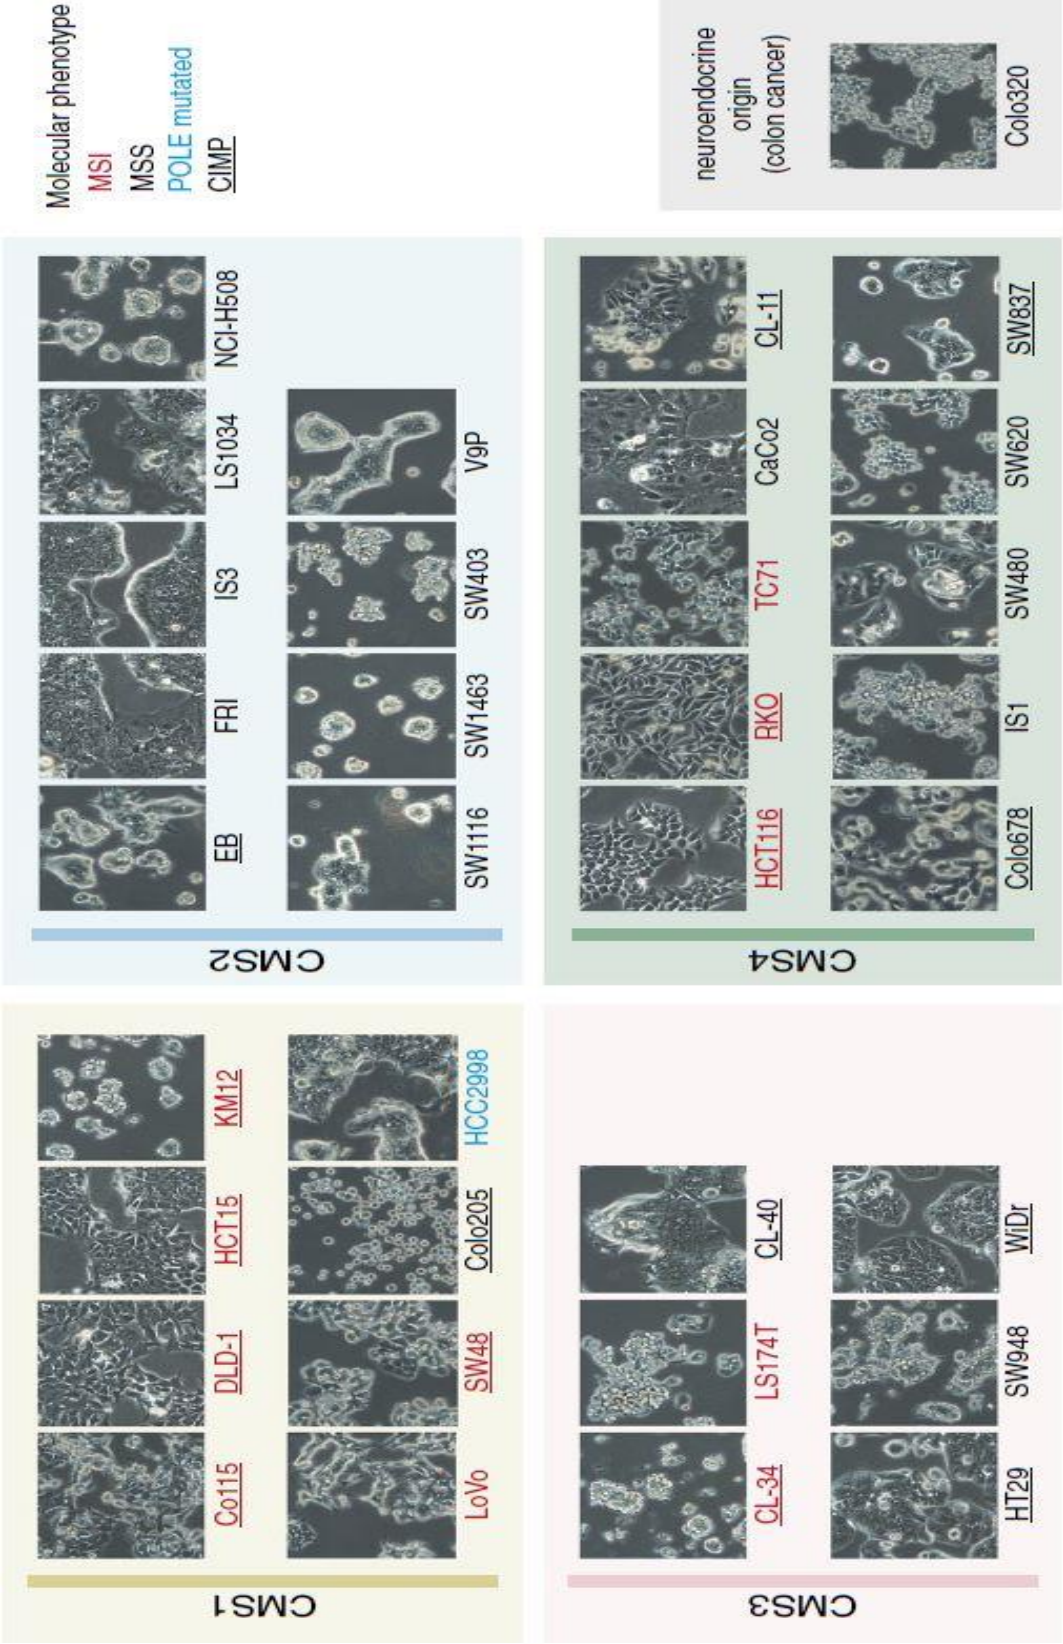 CMS1
Co115
DLD-1
HCT15
KM12
LoVo
SW48
Colo205
HCC2998
CMS2
EB
FRI
IS3
LS1034
NCI-H508
SW1116
SW1463
SW403
V9P
Molecular phenotype
MSI
MSS
POLE mutated
CIMP
CMS3
CL-34
LS174T
CL-40
HT29
SW948
WiDr
CMS4
HCT116
RKO
TC71
CaCo2
CL-11
Colo678
IS1
SW480
SW620
SW837
neuroendocrine
origin
(colon cancer)
Colo320